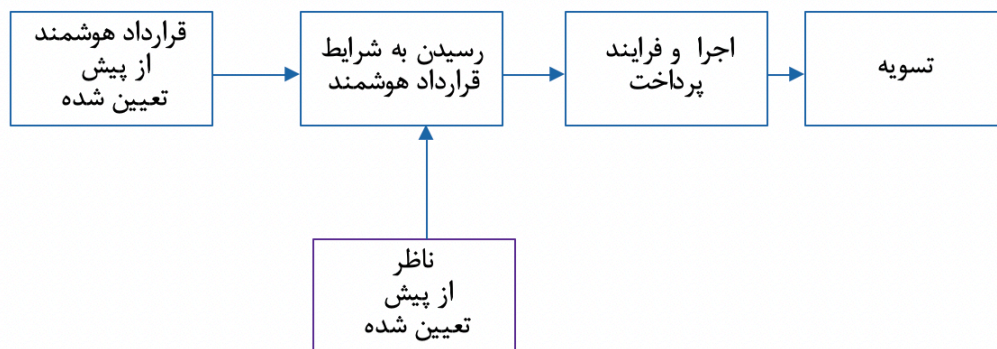 قرارداد هوشمند
از پیش
تعیین شده
رسیدن به شرایط
قرارداد هوشمند
اجرا و فرایند
پرداخت
تسویه
ناظر
از پیش
تعیین شده